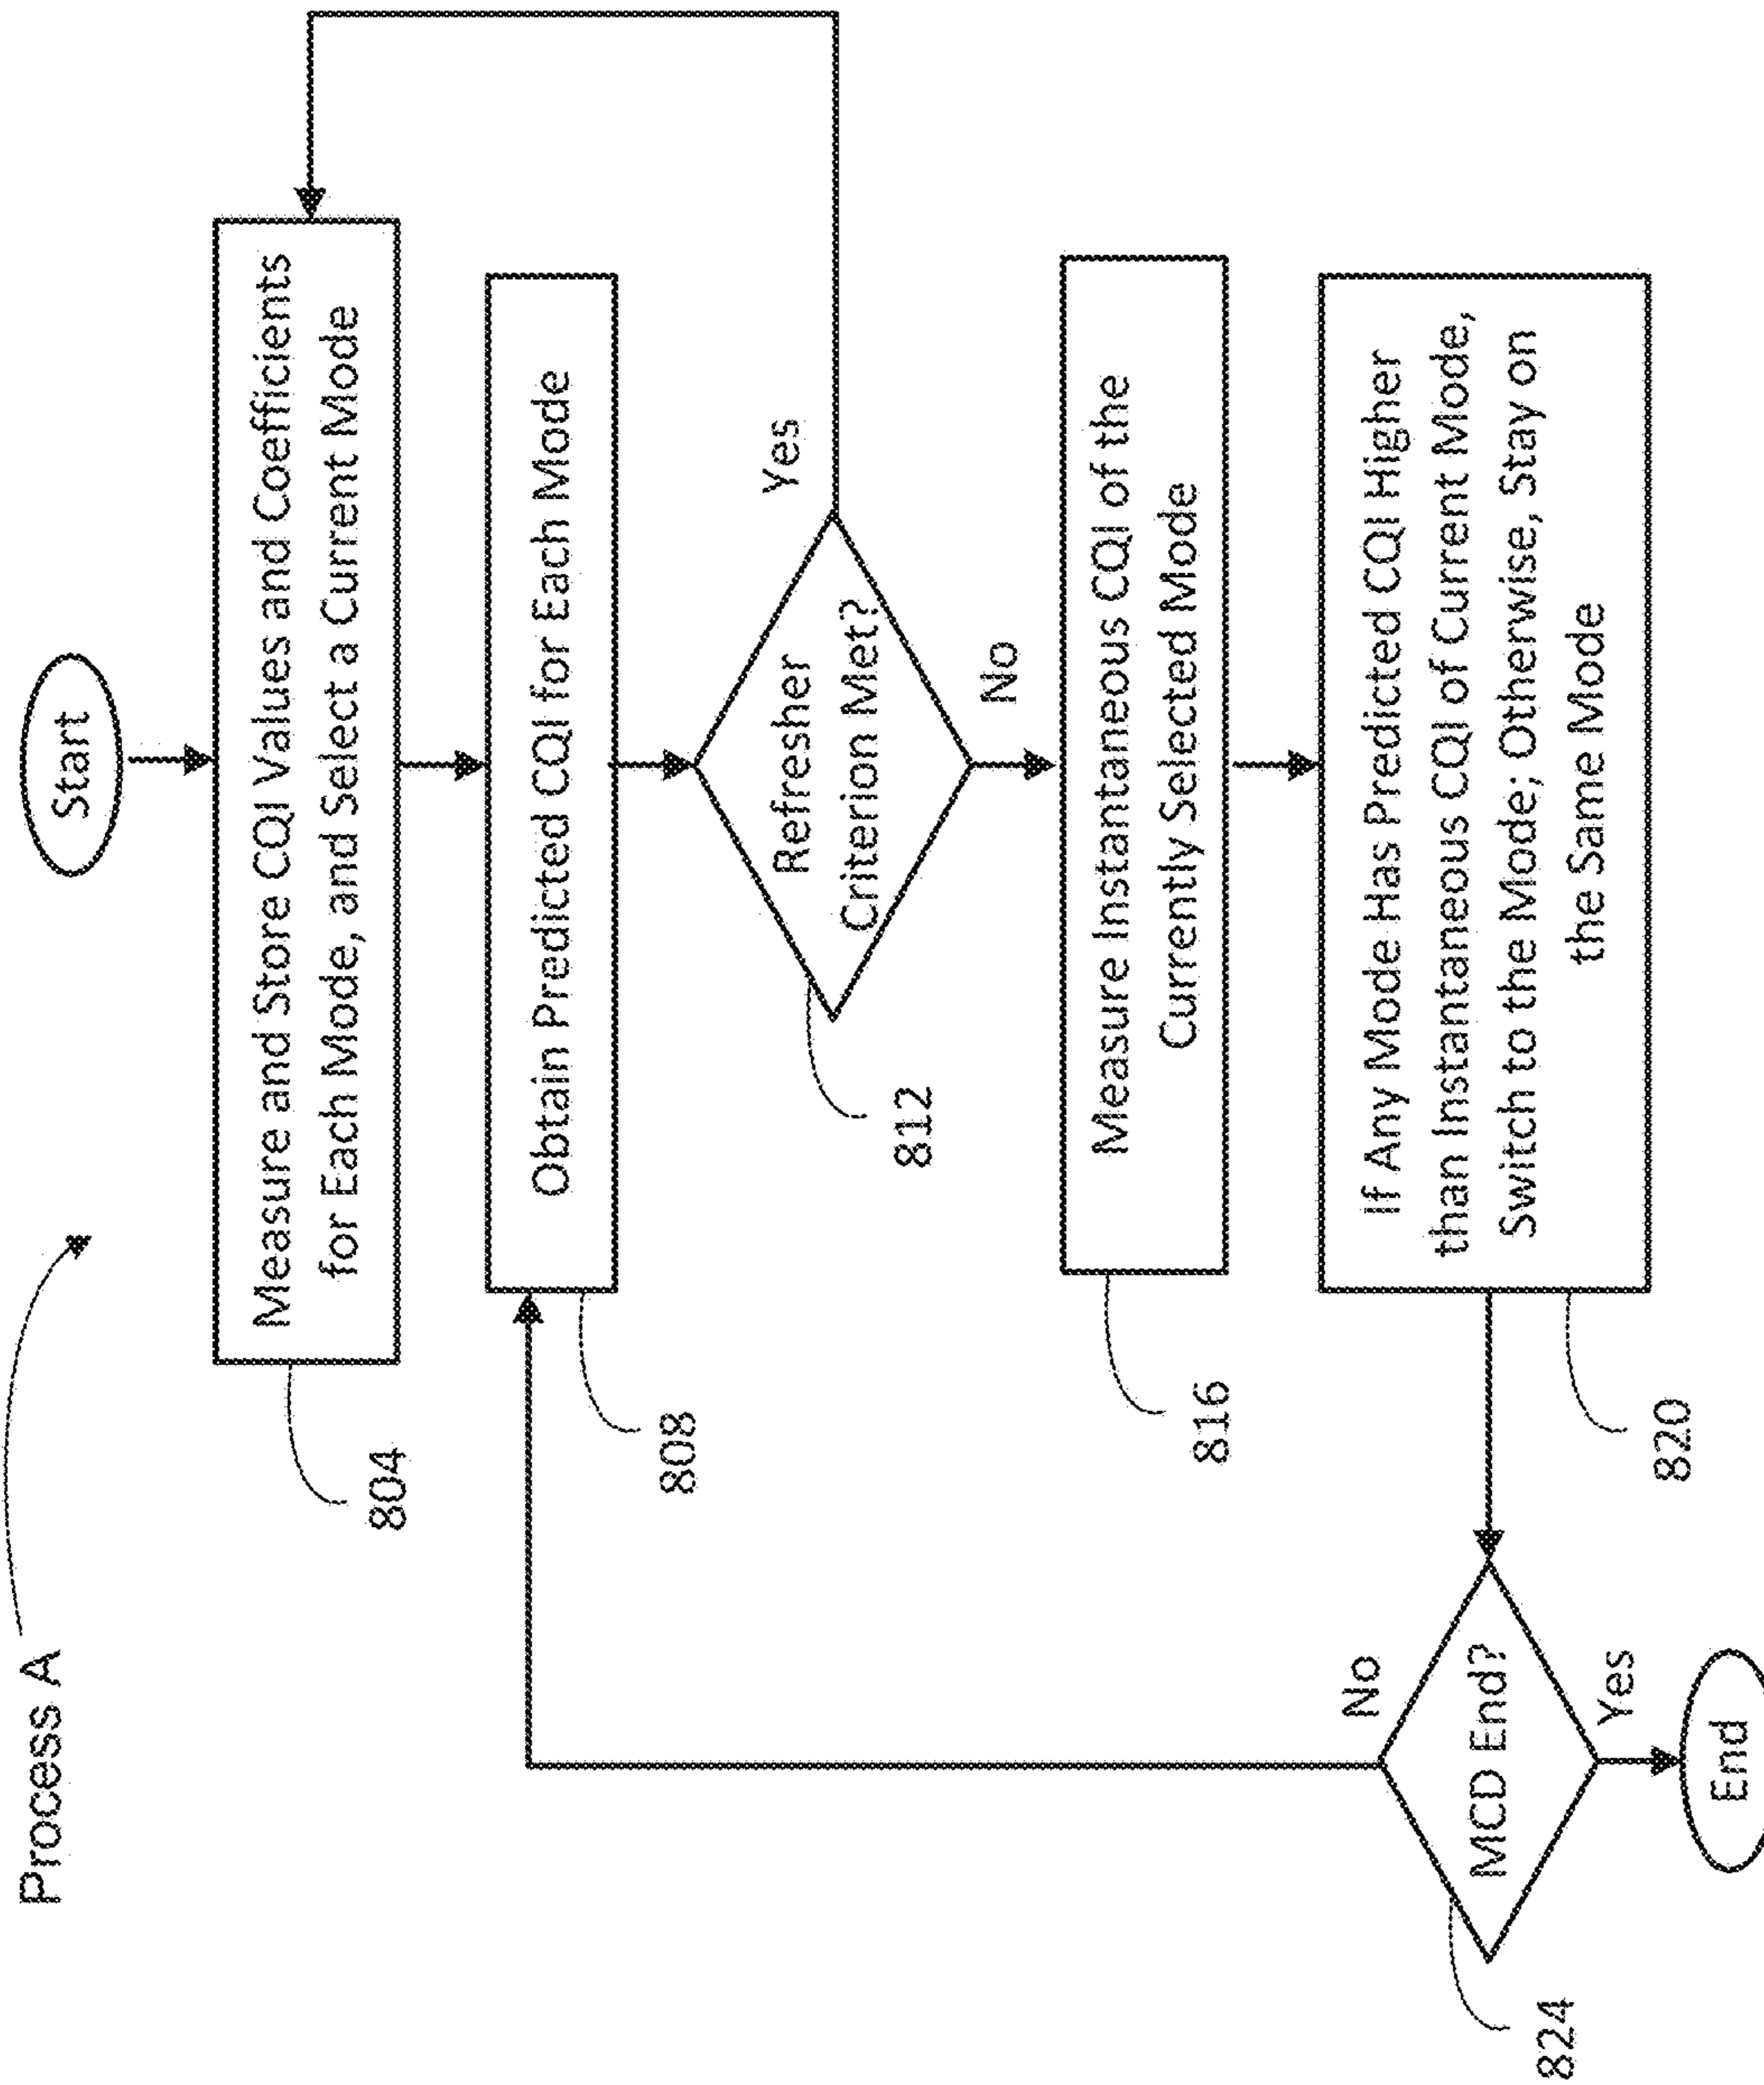 Process A
Start
Measure and Store CQI Values and Coefficients
for Each Mode, and Select a Current Mode
804
Obtain Predicted CQI for Each Mode
808
Refresher
Criterion Met?
Yes
812
No
Measure Instantaneous CQI of the
Currently Selected Mode
816
If Any Mode Has Predicted CQI Higher
than Instantaneous CQI of Current Mode,
Switch to the Mode; Otherwise, Stay on
the Same Mode
820
No
MCD End?
824
Yes
End